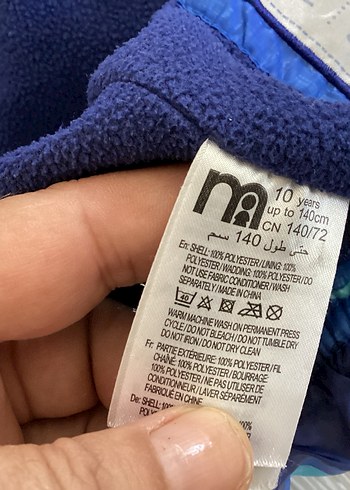 m
10 years
up to 140cm
CN 140/72
حتى طول 140 سم
En: SHELL: 100% POLYESTER / LINING: 100%
POLYESTER / WADDING: 100% POLYESTER / DO
NOT USE FABRIC CONDITIONER / WASH
SEPARATELY / MADE IN CHINA
40
WARM MACHINE WASH ON PERMANENT PRESS
CYCLE / DO NOT BLEACH / DO NOT TUMBLE DRY
DO NOT IRON / DO NOT DRY CLEAN
Fr: PARTIE EXTÉRIEURE: 100% POLYESTER / FIL
CHAÎNE: 100% POLYESTER / BOURRAGE
100% POLYESTER / NE PAS UTILISER DE
CONDITIONNEUR / LAVER SÉPARÉMENT
FABRIQUÉ EN CHINE
De: SHELL: 100%
POLY